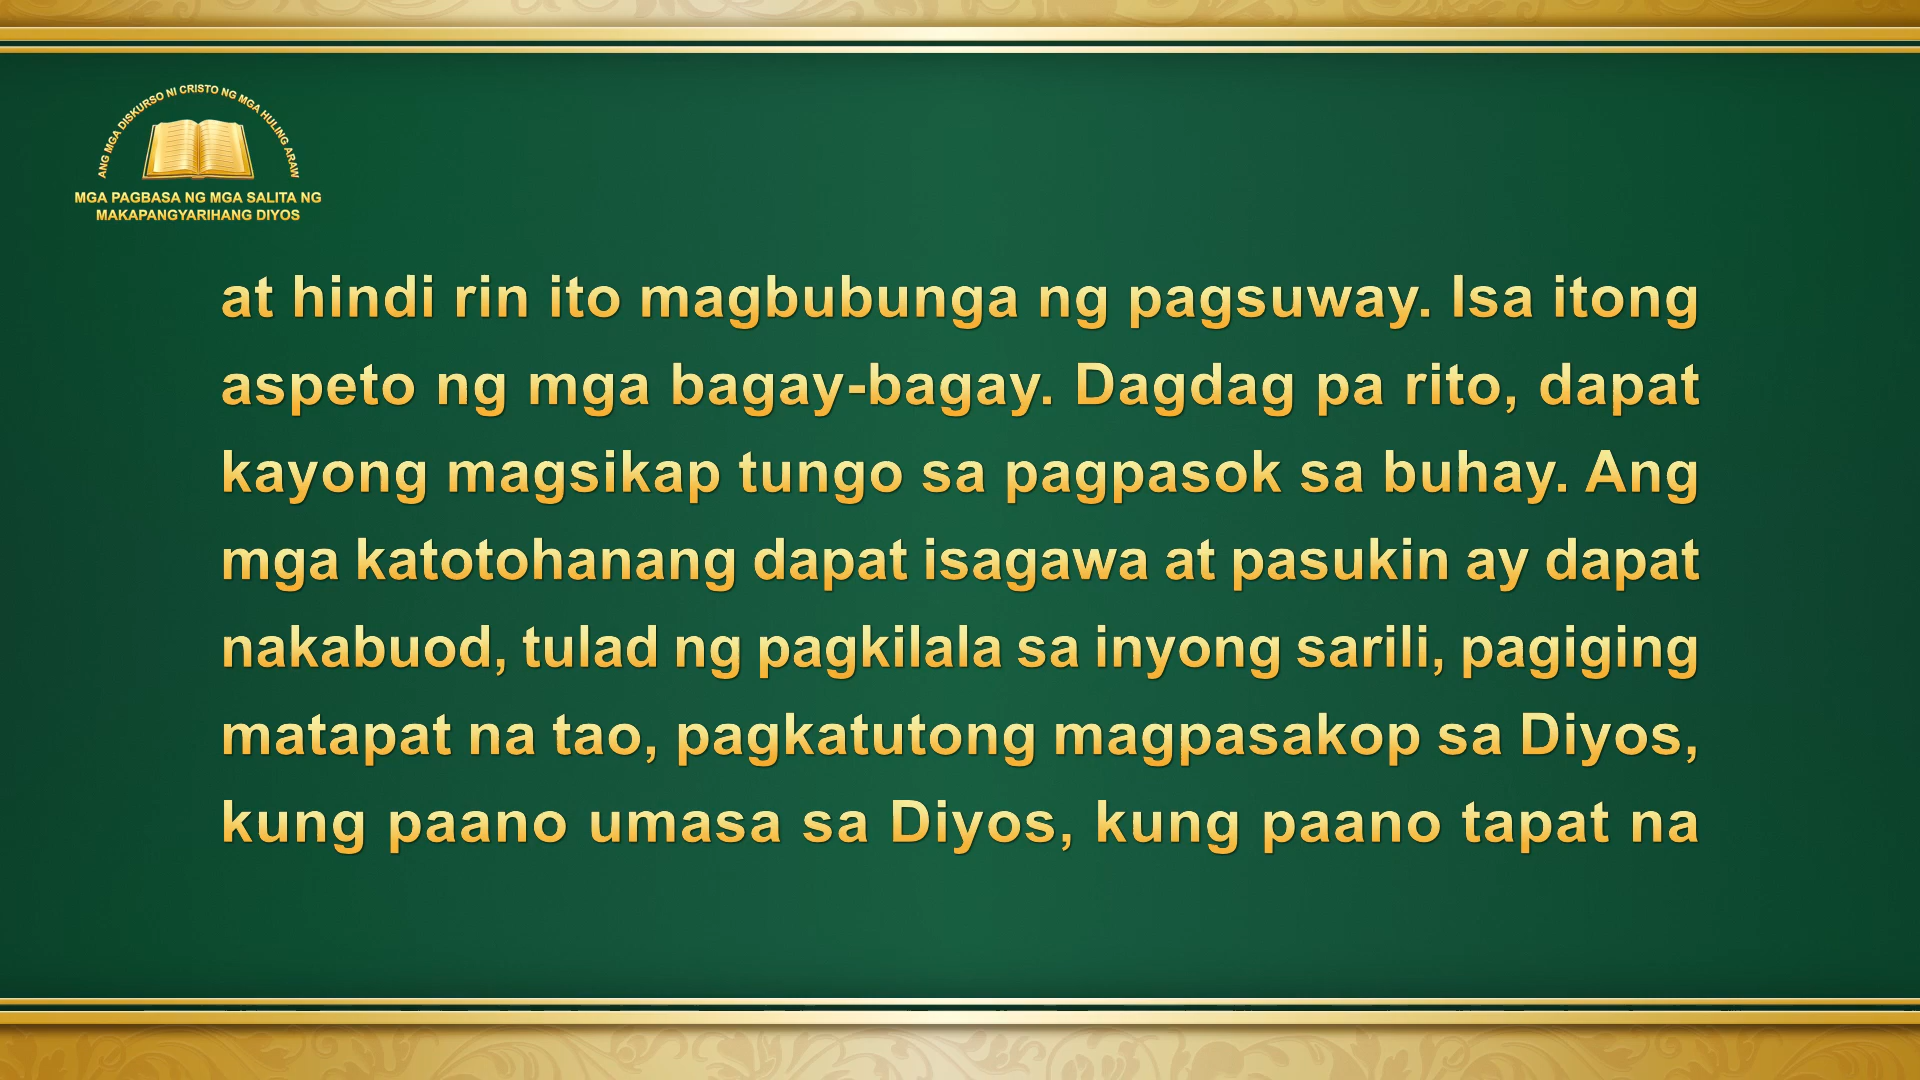 ANG MGA DISKURSO NI CRISTO NG MGA HULING ARAW
MGA PAGBASA NG MGA SALITA NG
MAKAPANGYARIHANG DIYOS
at hindi rin ito magbubunga ng pagsuway. Isa itong
aspeto ng mga bagay-bagay. Dagdag pa rito, dapat
kayong magsikap tungo sa pagpasok sa buhay. Ang
mga katotohanang dapat isagawa at pasukin ay dapat
nakabuod, tulad ng pagkilala sa inyong sarili, pagiging
matapat na tao, pagkatutong magpasakop sa Diyos,
kung paano umasa sa Diyos, kung paano tapat na